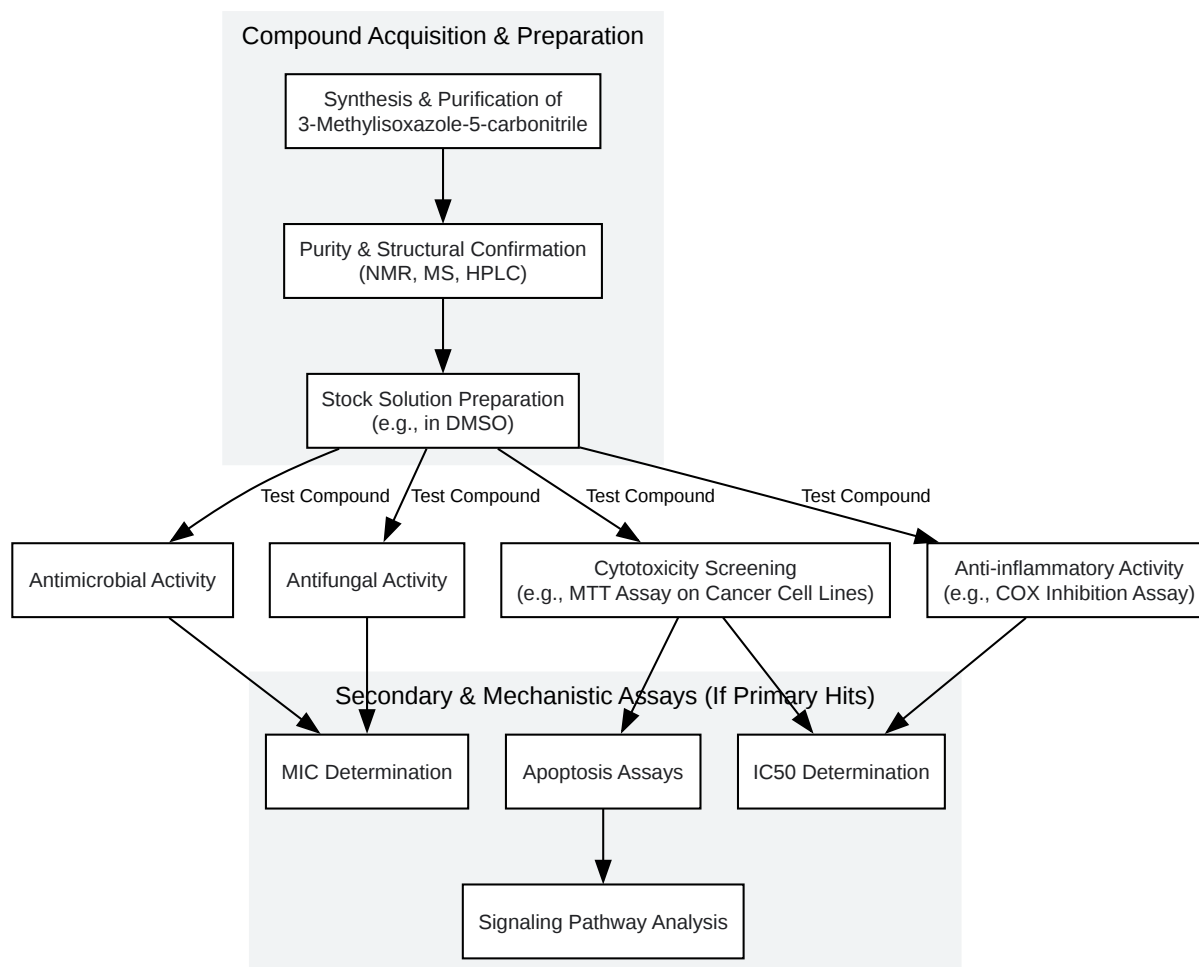 Compound Acquisition & Preparation
Synthesis & Purification of
3-Methylisoxazole-5-carbonitrile
Purity & Structural Confirmation
(NMR, MS, HPLC)
Stock Solution Preparation
(e.g., in DMSO)
Test Compound
Test Compound
Test Compound
Test Compound
Antimicrobial Activity
Antifungal Activity
Cytotoxicity Screening
(e.g., MTT Assay on Cancer Cell Lines)
Anti-inflammatory Activity
(e.g., COX Inhibition Assay)
Secondary & Mechanistic Assays (If Primary Hits)
MIC Determination
Apoptosis Assays
IC50 Determination
Signaling Pathway Analysis